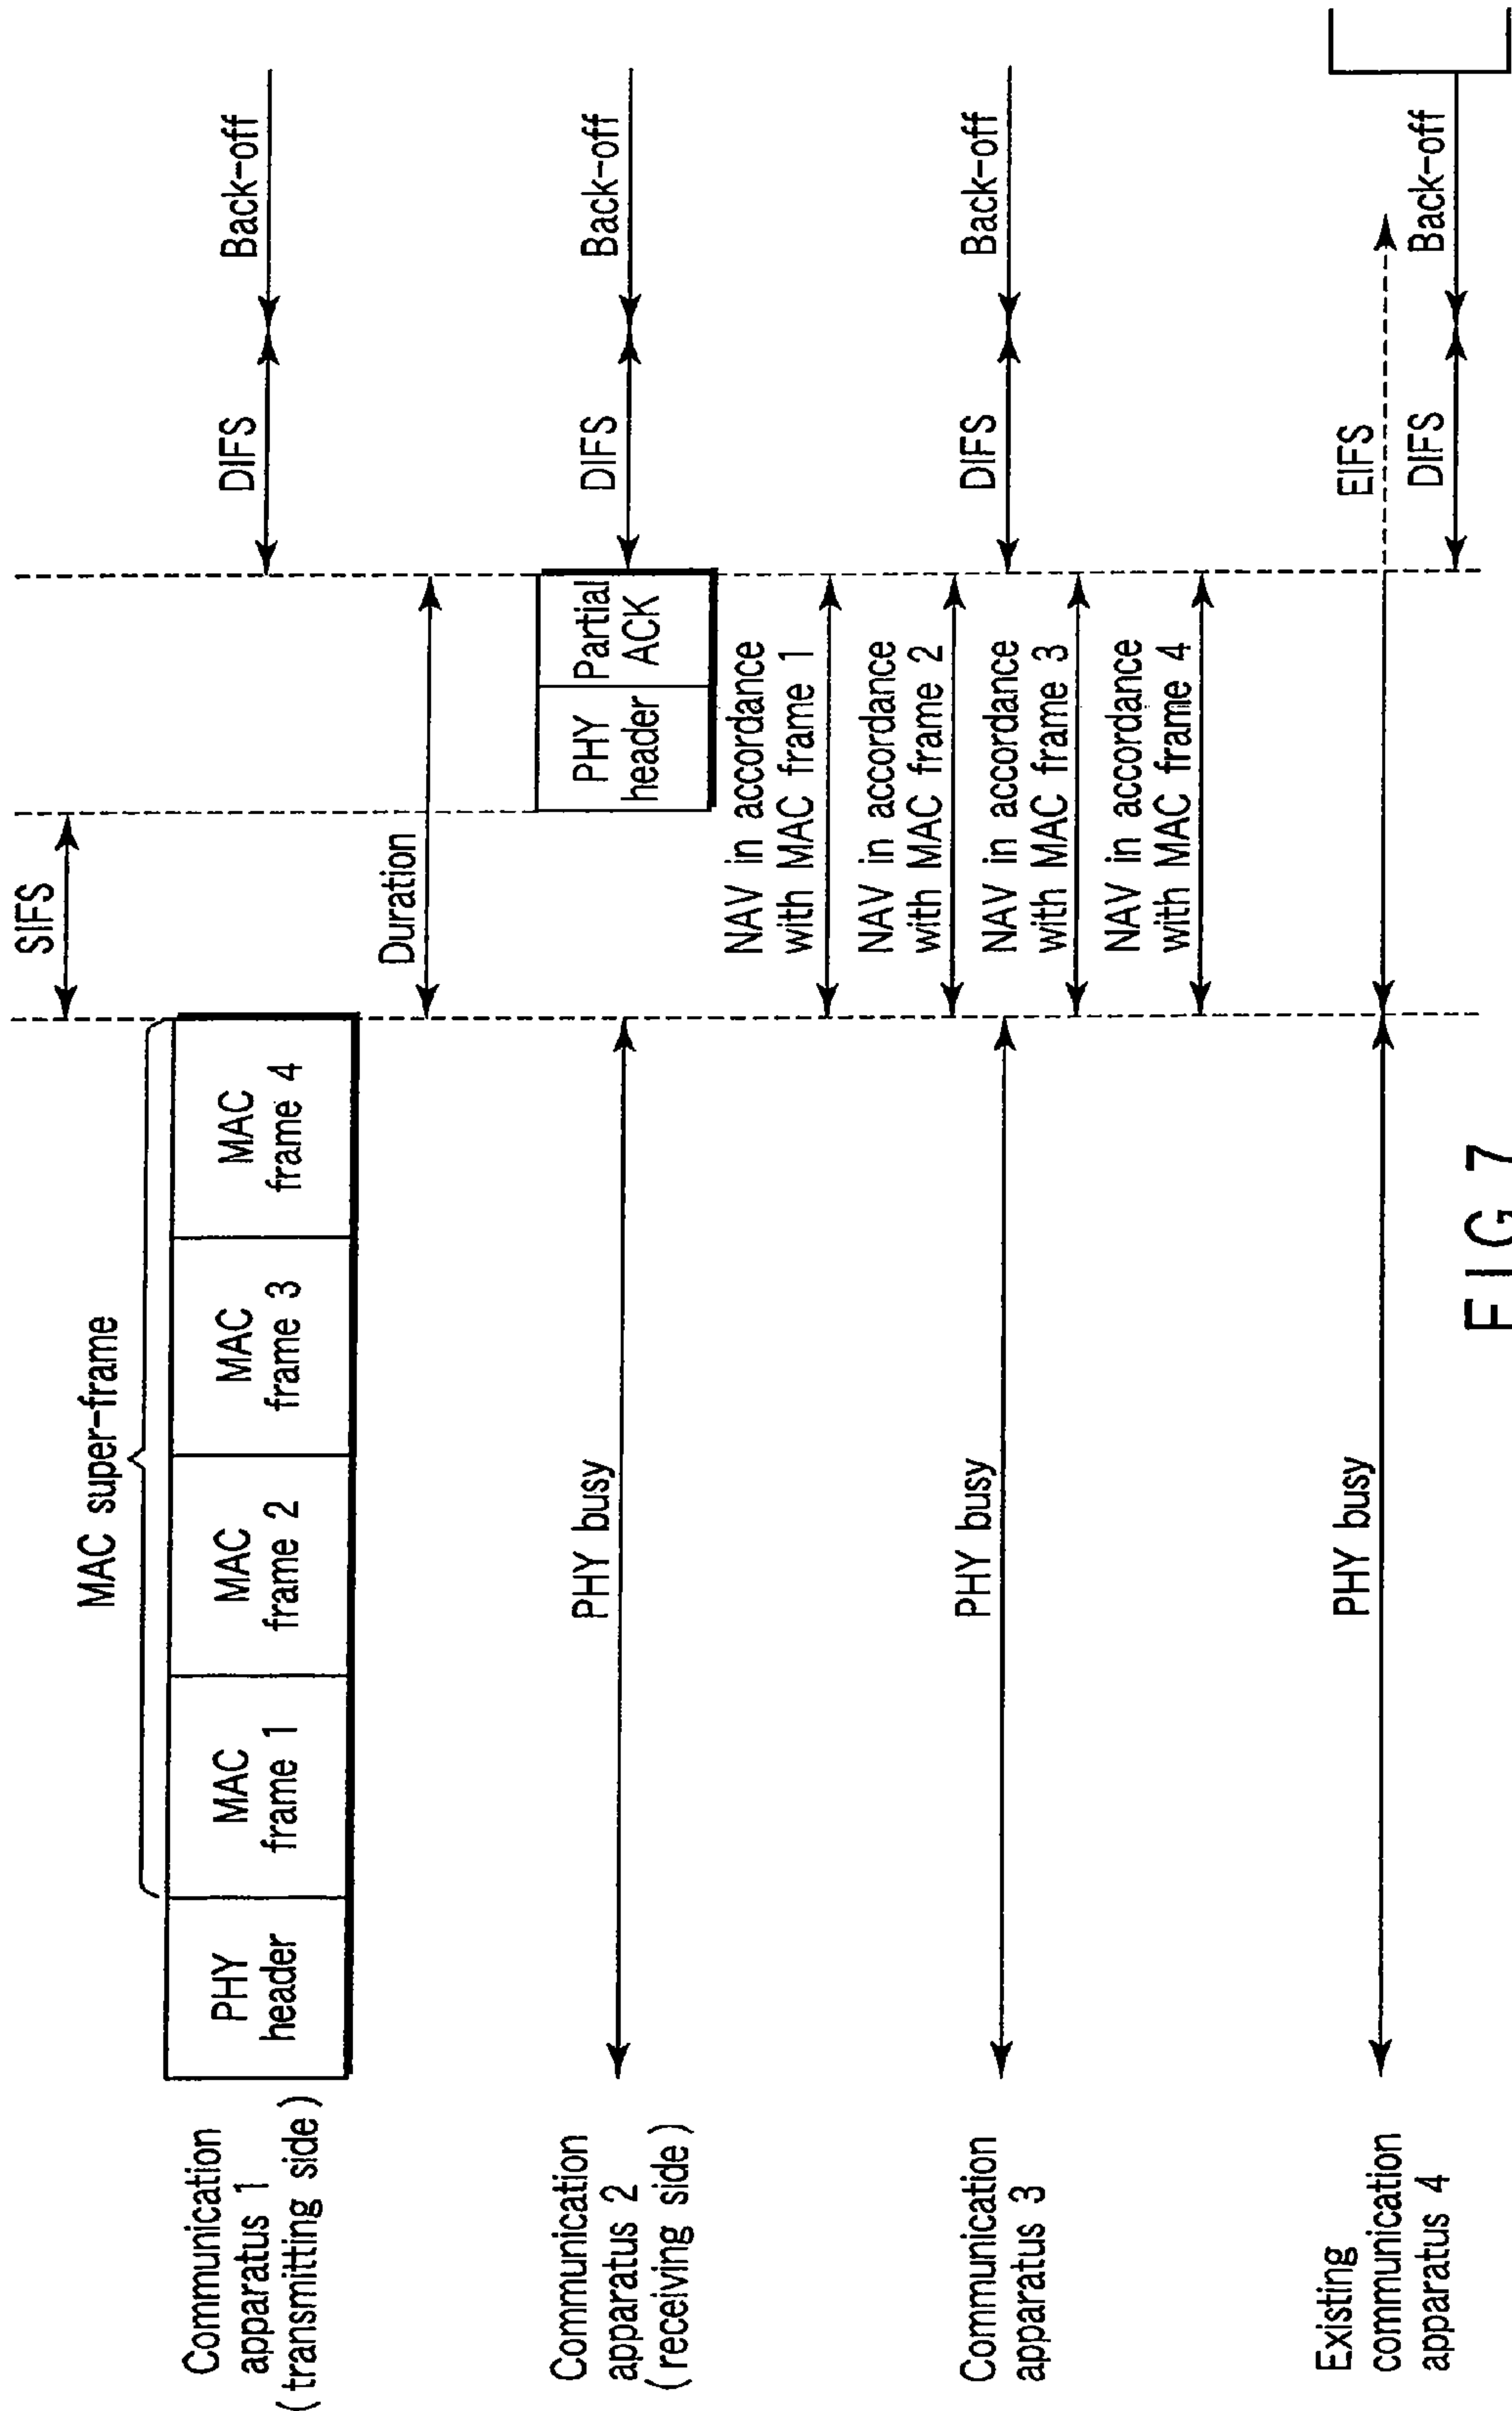 SIFS
MAC super-frame
Communication
apparatus 1
(transmitting side)
PHY
header
MAC
frame 1
MAC
frame 2
MAC
frame 3
MAC
frame 4
DIFS
Back-off
Duration
Communication
apparatus 2
(receiving side)
PHY busy
PHY
header
Partial
ACK
DIFS
Back-off
NAV in accordance
with MAC frame 1
NAV in accordance
with MAC frame 2
NAV in accordance
with MAC frame 3
NAV in accordance
with MAC frame 4
Communication
apparatus 3
PHY busy
DIFS
Back-off
Existing
communication
apparatus 4
PHY busy
EIFS
DIFS
Back-off
FIG 7